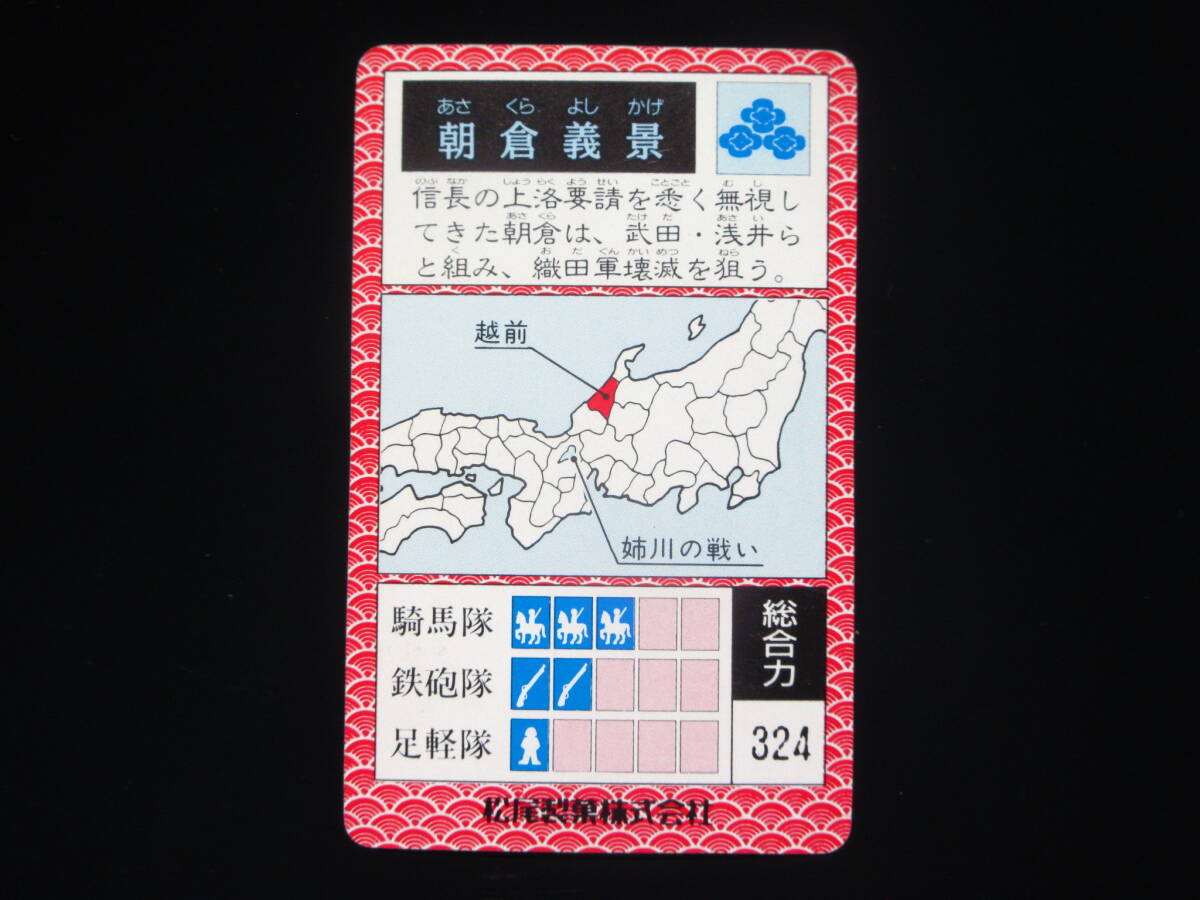 あさ くら よし かげ
朝倉義景
のぶ なが しょう らく よう せい ことごと む し
信長の上洛要請を悉く無視し
あさ くら たけ だ あさ い
てきた朝倉は、武田・浅井ら
く お だ ぐん かい めつ ねら
と組み、織田軍壊滅を狙う。
越前
姉川の戦い
騎馬隊
鉄砲隊
足軽隊
総合力
324
松尾製菓株式会社